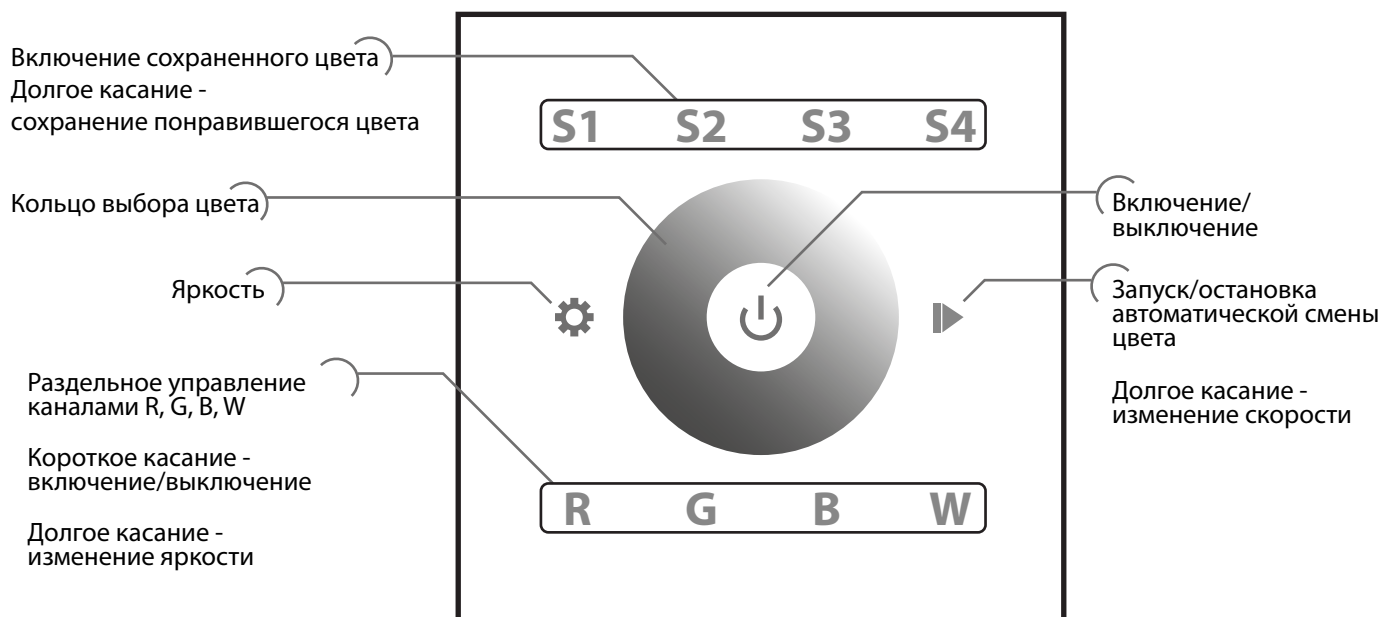 Включение сохраненного цвета
Долгое касание -
сохранение понравившегося цвета
S1 S2 S3 S4
Кольцо выбора цвета
Включение/
выключение
Яркость
Запуск/остановка
автоматической смены
цвета
Долгое касание -
изменение скорости
Раздельное управление
каналами R, G, B, W
Короткое касание -
включение/выключение
Долгое касание -
изменение яркости
R G B W